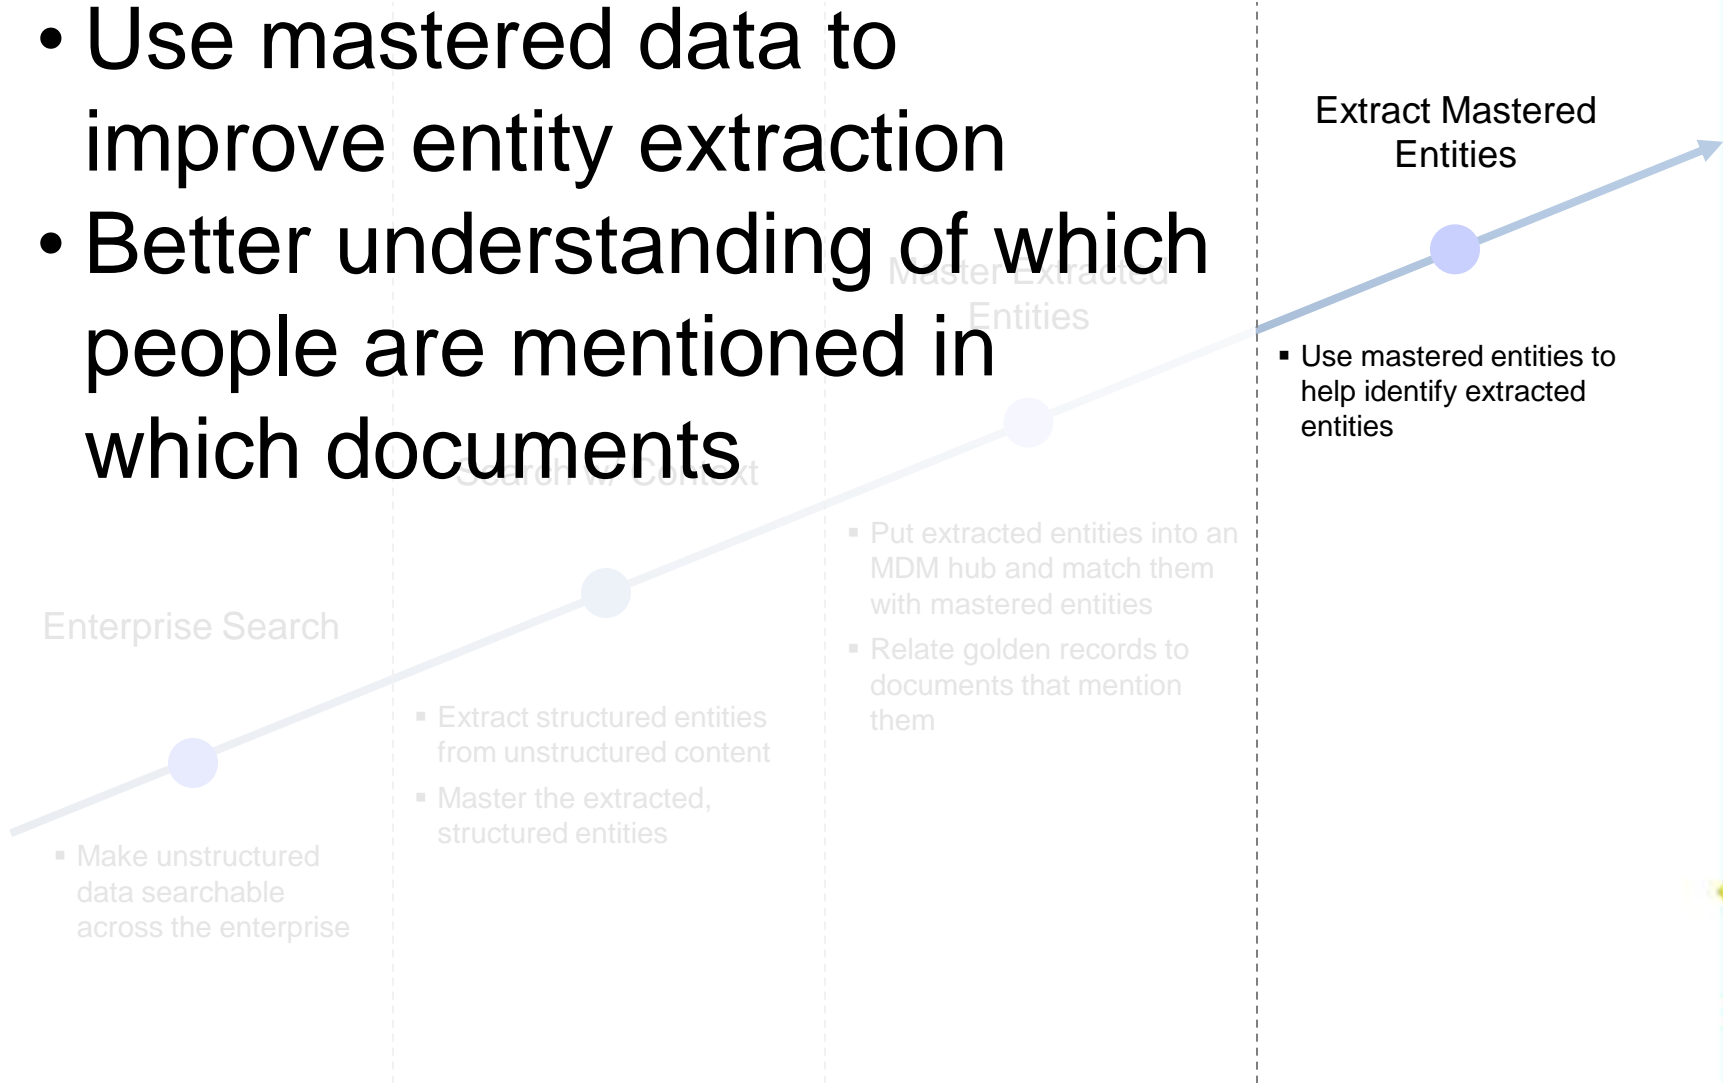 • Use mastered data to
improve entity extraction
• Better understanding of which
people are mentioned in
which documents
Extract Mastered
Entities
▪ Use mastered entities to
help identify extracted
entities
Master Extracted
Entities
▪ Put extracted entities into an
MDM hub and match them
with mastered entities
▪ Relate golden records to
documents that mention
them
Search w/ Context
▪ Extract structured entities
from unstructured content
▪ Master the extracted,
structured entities
Enterprise Search
▪ Make unstructured
data searchable
across the enterprise